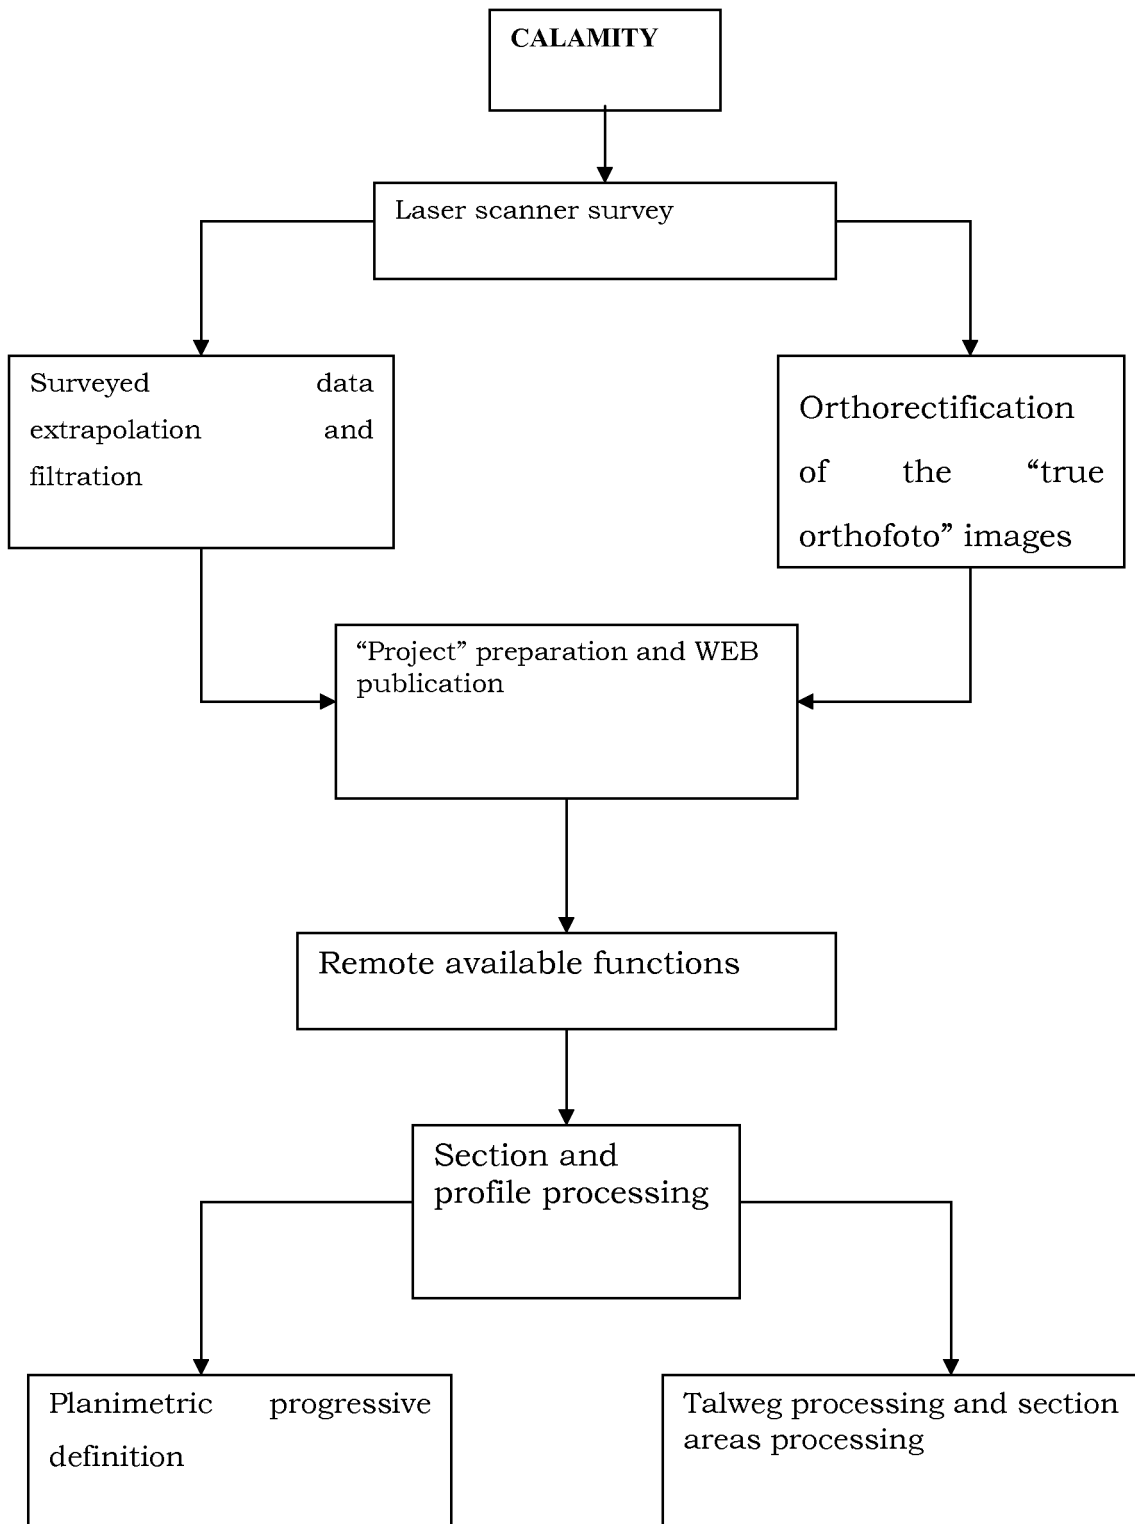 CALAMITY
Laser scanner survey
Surveyed data
extrapolation and
filtration
Orthorectification
of the “true
orthofoto” images
“Project” preparation and WEB
publication
Remote available functions
Section and
profile processing
Planimetric progressive
definition
Talweg processing and section
areas processing